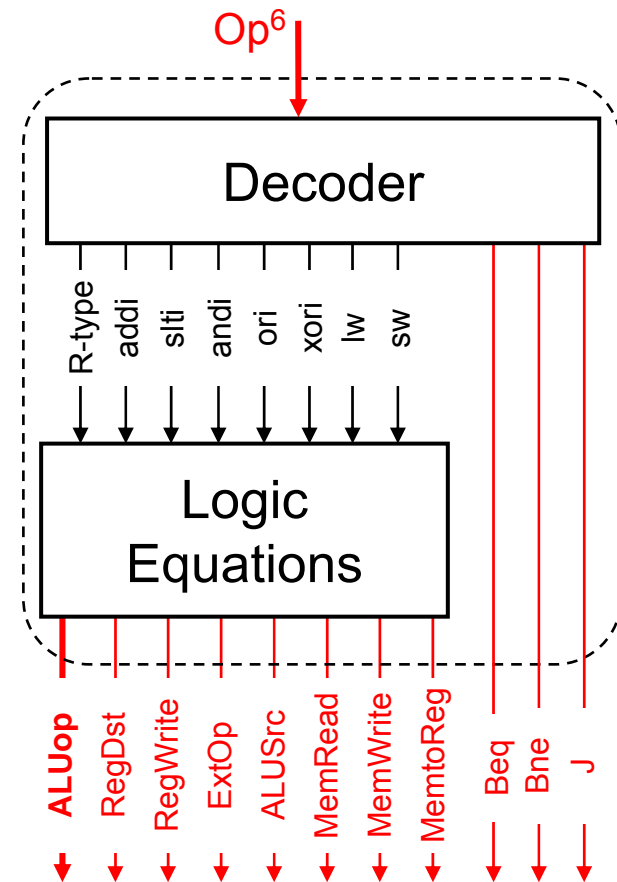 Op⁶
Decoder
R-type
addi
slti
andi
ori
xori
lw
sw
Logic
Equations
ALUop
RegDst
RegWrite
ExtOp
ALUSrc
MemRead
MemWrite
MemtoReg
Beq
Bne
J